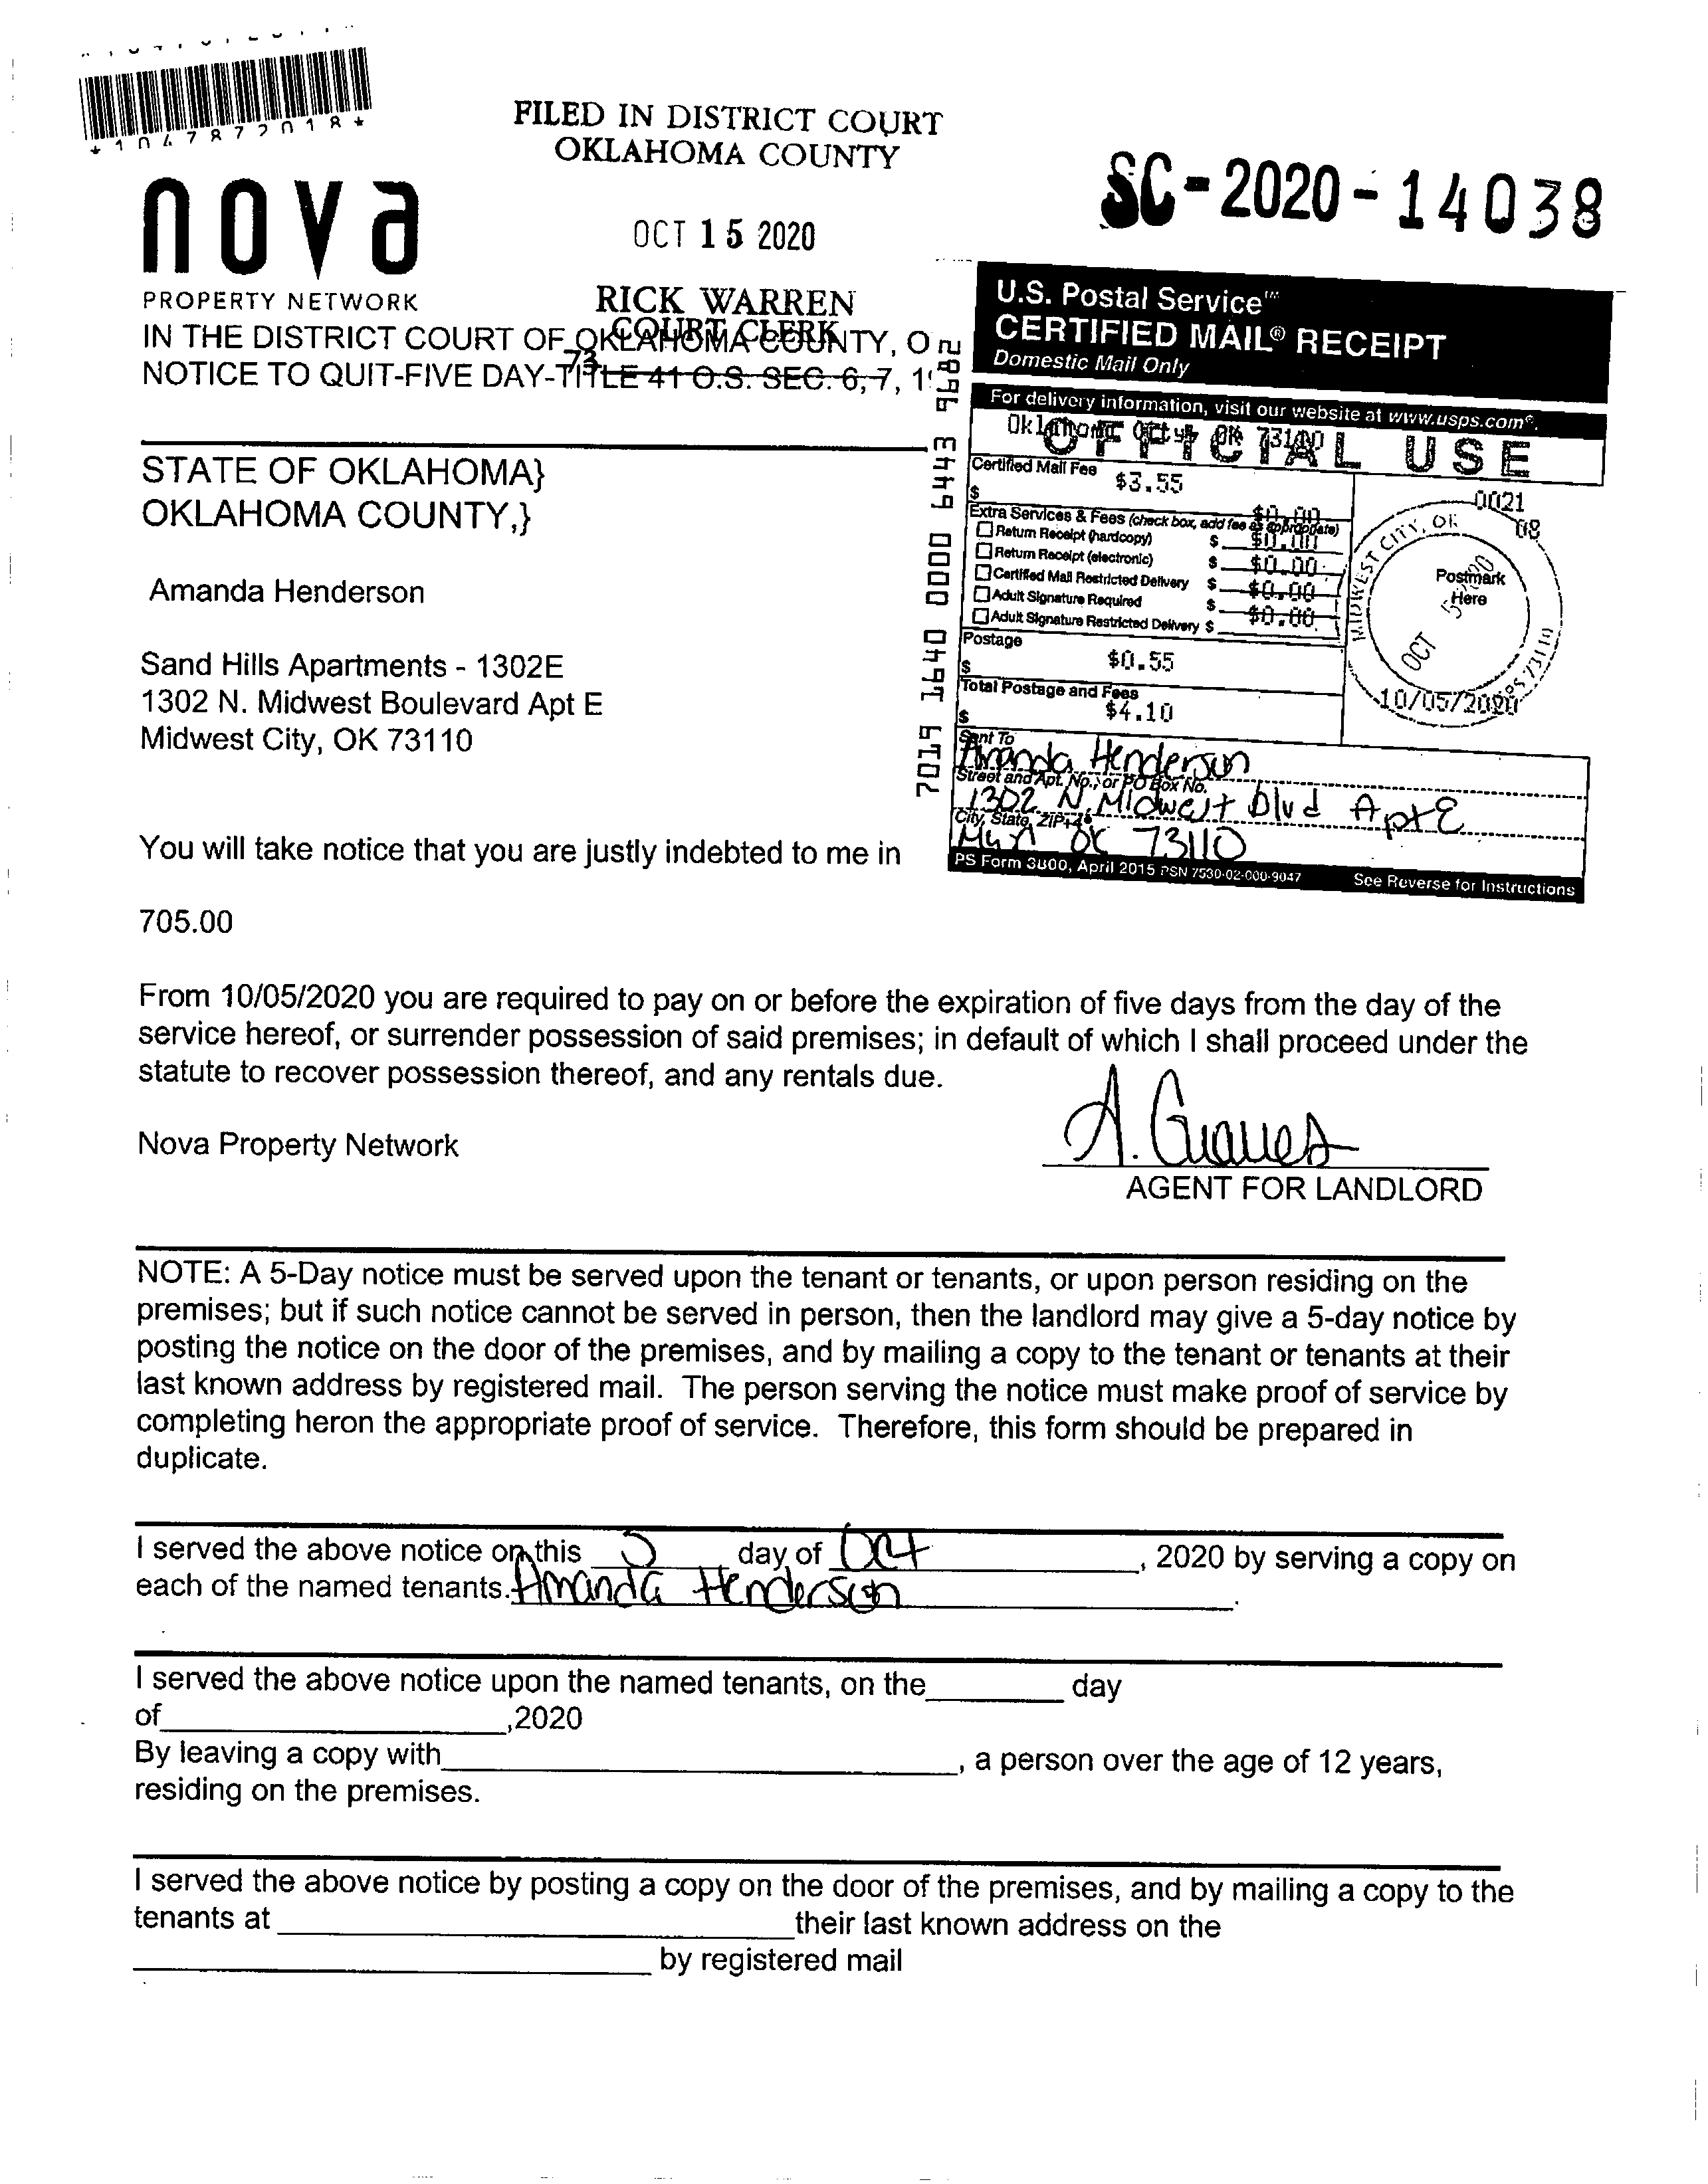 *1047872018*
FILED IN DISTRICT COURT
OKLAHOMA COUNTY
OCT 15 2020
RICK WARREN
COURT CLERK
SC-2020-14038
nova
PROPERTY NETWORK
IN THE DISTRICT COURT OF OKLAHOMA COUNTY, O
73
NOTICE TO QUIT-FIVE DAY-TITLE 41 O.S. SEC. 6, 7, 1
STATE OF OKLAHOMA}
OKLAHOMA COUNTY,}
Amanda Henderson
Sand Hills Apartments - 1302E
1302 N. Midwest Boulevard Apt E
Midwest City, OK 73110
You will take notice that you are justly indebted to me in
705.00
7019 1640 0000 6443 9682
U.S. Postal Service™
CERTIFIED MAIL® RECEIPT
Domestic Mail Only
For delivery information, visit our website at www.usps.com®.
Oklahoma City, OK
OFFICIAL USE
Certified Mail Fee $3.55
$
Extra Services & Fees (check box, add fee as appropriate) $0.00
Return Receipt (hardcopy) $ $0.00
Return Receipt (electronic) $ $0.00
Certified Mail Restricted Delivery $ $0.00
Adult Signature Required $
Adult Signature Restricted Delivery $ $0.00
Postage
$ $0.55
Total Postage and Fees
$ $4.10
0021
08
MIDWEST CITY, OK
Postmark
Here
OCT 5
10/05/2020
USPS 73110
Sent To
Amanda Henderson
Street and Apt. No., or PO Box No.
1302 N. Midwest blvd Apt E
City, State, ZIP+4®
OK 73110
PS Form 3800, April 2015 PSN 7530-02-000-9047 See Reverse for Instructions
From 10/05/2020 you are required to pay on or before the expiration of five days from the day of the
service hereof, or surrender possession of said premises; in default of which I shall proceed under the
statute to recover possession thereof, and any rentals due.
Nova Property Network
A. Graves
AGENT FOR LANDLORD
NOTE: A 5-Day notice must be served upon the tenant or tenants, or upon person residing on the
premises; but if such notice cannot be served in person, then the landlord may give a 5-day notice by
posting the notice on the door of the premises, and by mailing a copy to the tenant or tenants at their
last known address by registered mail. The person serving the notice must make proof of service by
completing heron the appropriate proof of service. Therefore, this form should be prepared in
duplicate.
I served the above notice on this 5 day of Oct, 2020 by serving a copy on
each of the named tenants. Amanda Henderson.
I served the above notice upon the named tenants, on the day
of ,2020
By leaving a copy with , a person over the age of 12 years,
residing on the premises.
I served the above notice by posting a copy on the door of the premises, and by mailing a copy to the
tenants at their last known address on the
by registered mail